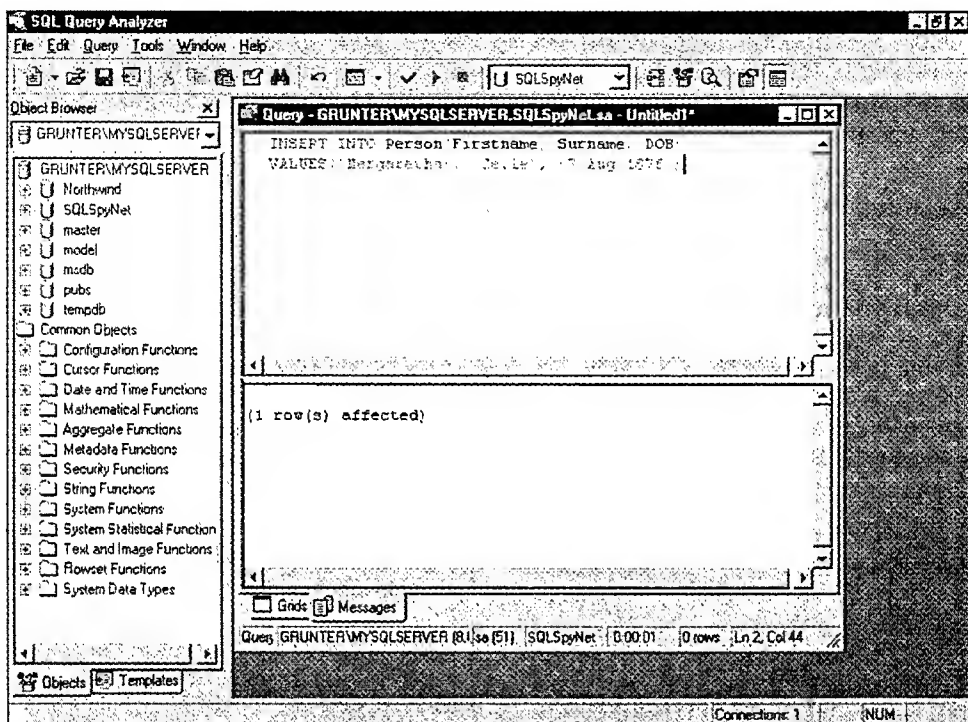 SQL Query Analyzer
File Edit Query Tools Window Help
SQLSpyNet
Object Browser
GRUNTER\MYSQLSERVER
GRUNTER\MYSQLSERVER
Northwind
SQLSpyNet
master
model
msdb
pubs
tempdb
Common Objects
Configuration Functions
Cursor Functions
Date and Time Functions
Mathematical Functions
Aggregate Functions
Metadata Functions
Security Functions
String Functions
System Functions
System Statistical Function
Text and Image Functions
Rowset Functions
System Data Types
Objects Templates
Query - GRUNTER\MYSQLSERVER.SQLSpyNet.sa - Untitled1*
INSERT INTO Person Firstname, Surname, DOB
VALUES Aug
(1 row(s) affected)
Grids Messages
GRUNTER\MYSQLSERVER (8.0 sa (51) SQLSpyNet 0:00:01 0 rows Ln 2, Col 44
Connections: 1 NUM